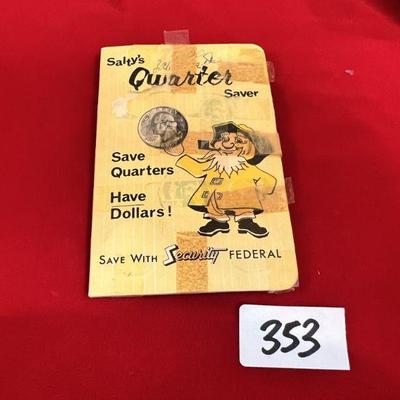 Salty's
Quarter
Saver
Save
Quarters
Have
Dollars!
SAVE WITH Security FEDERAL
353